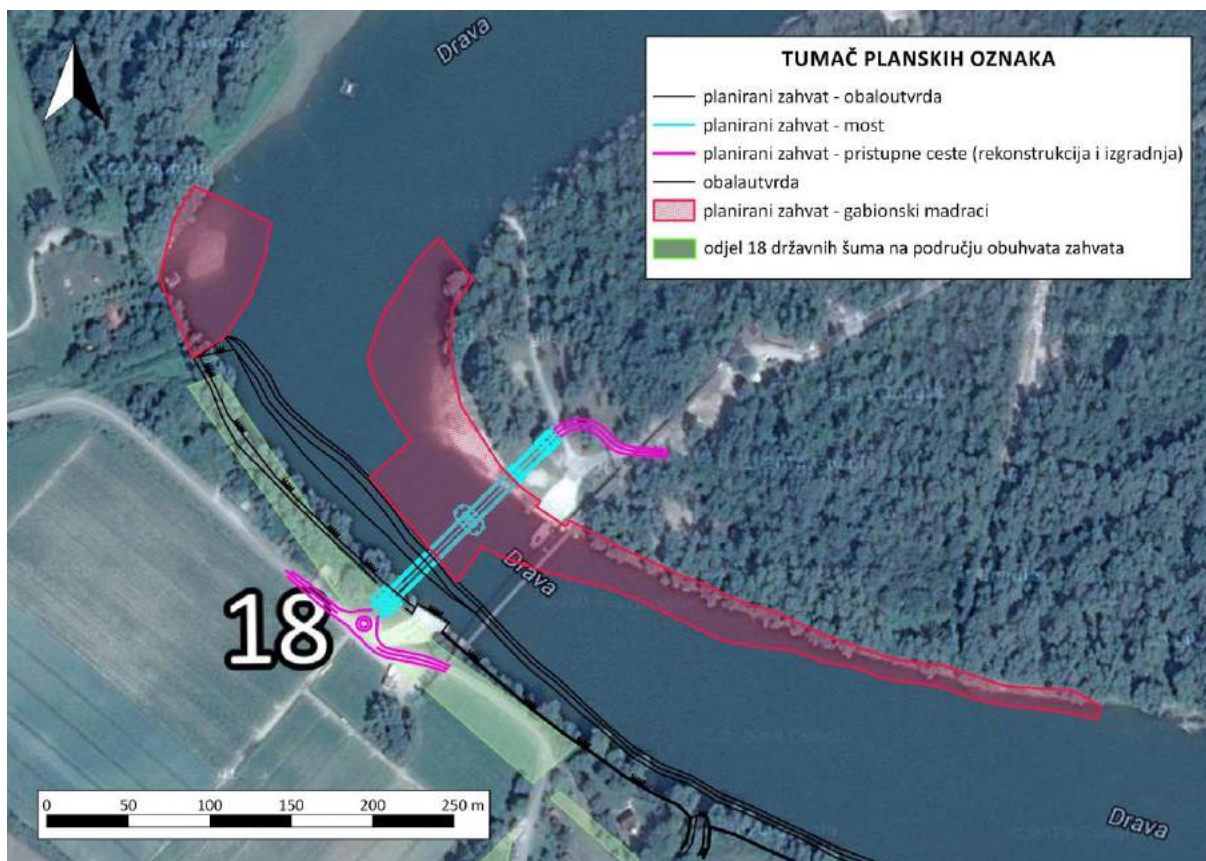 Drava
TUMAČ PLANSKIH OZNAKA
planirani zahvat - obaloutvrda
planirani zahvat - most
planirani zahvat - pristupne ceste (rekonstrukcija i izgradnja)
obalautvrda
planirani zahvat - gabionski madraci
odjel 18 državnih šuma na području obuhvata zahvata
Drava
18
0 50 100 150 200 250 m
Drava